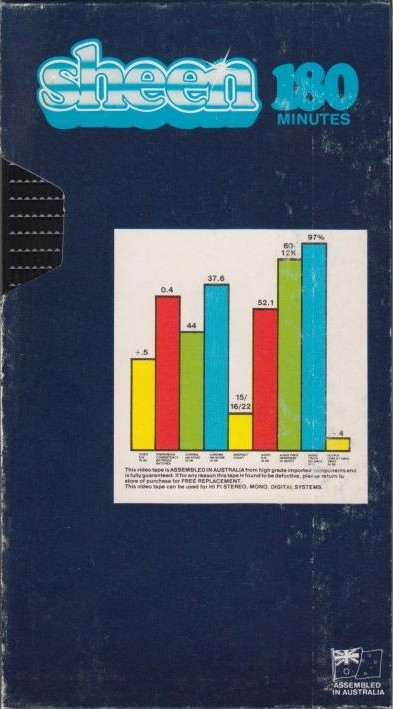 sheen
180
MINUTES
97%
60-
12K
37.6
0.4
52.1
44
+.5
15/
16/22
-.4
This video tape is ASSEMBLED IN AUSTRALIA from high grade imported components and
is fully guaranteed. If for any reason this tape is found to be defective, please return to
store of purchase for FREE REPLACEMENT.
This video tape can be used for HI FI STEREO, MONO, DIGITAL SYSTEMS.
ASSEMBLED
IN AUSTRALIA